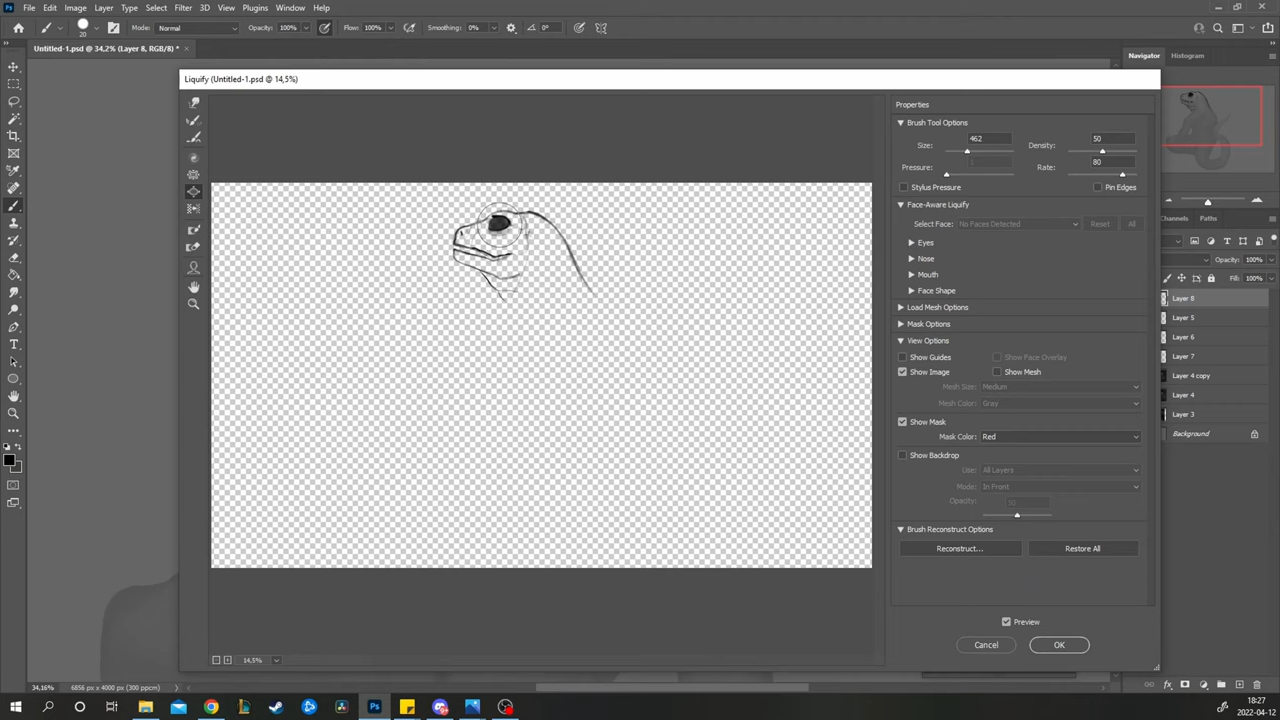 Ps File Edit Image Layer Type Select Filter 3D View Plugins Window Help
20 Mode: Normal Opacity: 100% Flow: 100% Smoothing: 0% 0°
Untitled-1.psd @ 34,2% (Layer 8, RGB/8) * ×
Navigator Histogram
Liquify (Untitled-1.psd @ 14,5%)
Properties
Brush Tool Options
Size: 462 Density: 50
Pressure: 1 Rate: 80
Stylus Pressure Pin Edges
Face-Aware Liquify
Select Face: No Faces Detected Reset All
Eyes
Nose
Mouth
Face Shape
Load Mesh Options
Mask Options
View Options
Show Guides Show Face Overlay
Show Image Show Mesh
Mesh Size: Medium
Mesh Color: Gray
Show Mask
Mask Color: Red
Show Backdrop
Use: All Layers
Mode: In Front
Opacity: 50
Brush Reconstruct Options
Reconstruct... Restore All
Preview
Cancel OK
14,5%
Channels Paths
Opacity: 100%
Fill: 100%
Layer 8
Layer 5
Layer 6
Layer 7
Layer 4 copy
Layer 4
Layer 3
Background
34,16% 6856 px x 4000 px (300 ppcm)
fx
Ps
18:27
2022-04-12